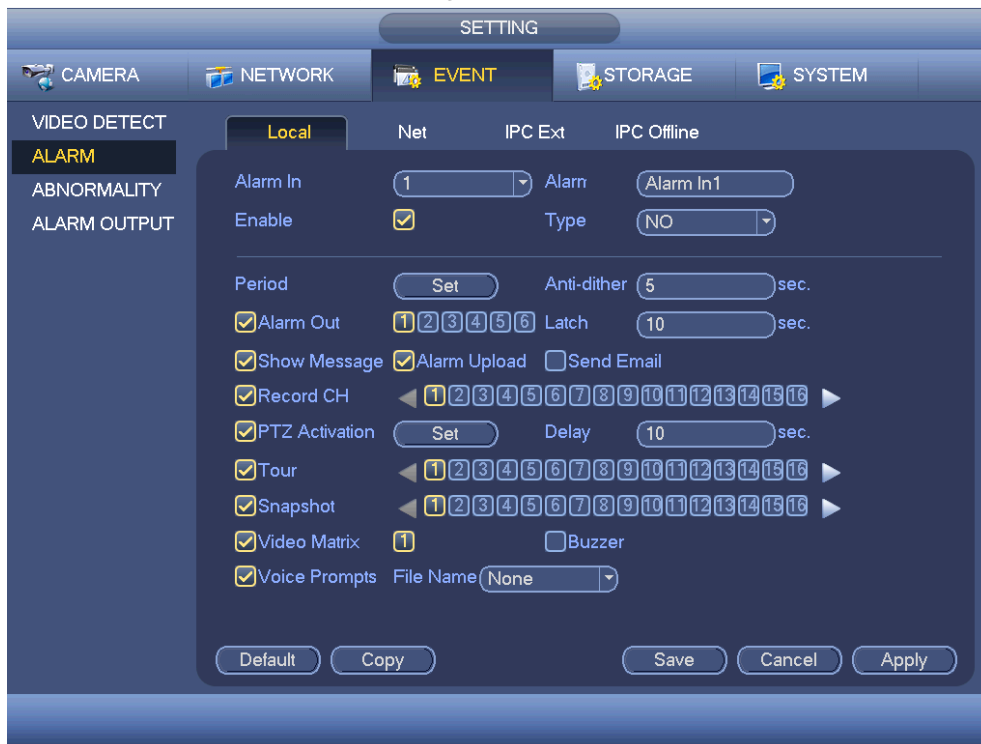 SETTING
CAMERA NETWORK EVENT STORAGE SYSTEM
VIDEO DETECT
ALARM
ABNORMALITY
ALARM OUTPUT
Local Net IPC Ext IPC Offline
Alarm In 1 Alarm Alarm In1
Enable Type NO
Period Set Anti-dither 5 sec.
Alarm Out 1 2 3 4 5 6 Latch 10 sec.
Show Message Alarm Upload Send Email
Record CH 1 2 3 4 5 6 7 8 9 10 11 12 13 14 15 16
PTZ Activation Set Delay 10 sec.
Tour 1 2 3 4 5 6 7 8 9 10 11 12 13 14 15 16
Snapshot 1 2 3 4 5 6 7 8 9 10 11 12 13 14 15 16
Video Matrix 1 Buzzer
Voice Prompts File Name None
Default Copy Save Cancel Apply